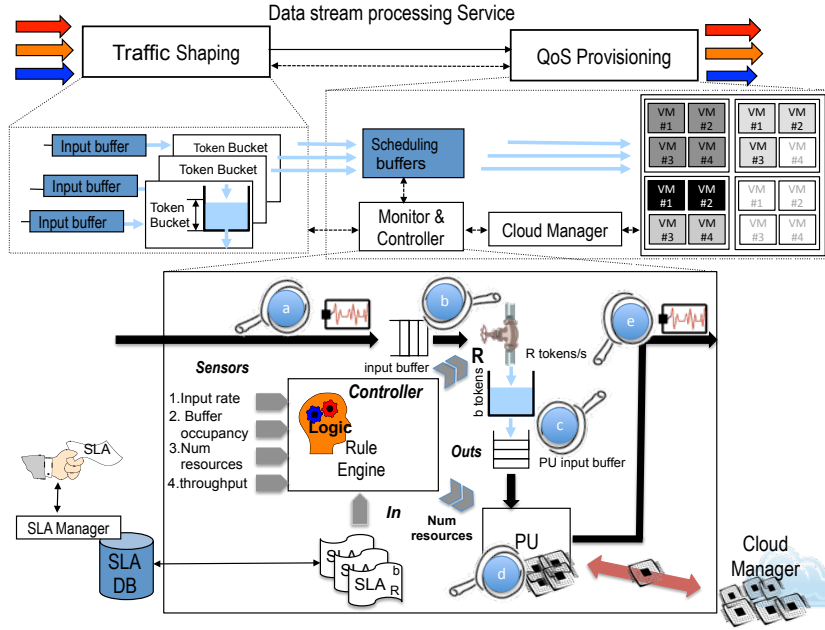 Data stream processing Service
Traffic Shaping
QoS Provisioning
Input buffer
Token Bucket
Input buffer
Token Bucket
Input buffer
Token
Bucket
Scheduling
buffers
Monitor &
Controller
Cloud Manager
VM
#1
VM
#2
VM
#3
VM
#4
VM
#1
VM
#2
VM
#3
VM
#4
VM
#1
VM
#2
VM
#3
VM
#4
VM
#1
VM
#2
VM
#3
VM
#4
a
b
e
input buffer
R
R tokens/s
b tokens
Sensors
1.Input rate
2. Buffer
occupancy
3.Num
resources
4.throughput
Controller
Logic
Rule
Engine
Outs
c
PU input buffer
In
Num
resources
SLA
SLA Manager
SLA
DB
SLA
b
R
PU
d
Cloud
Manager